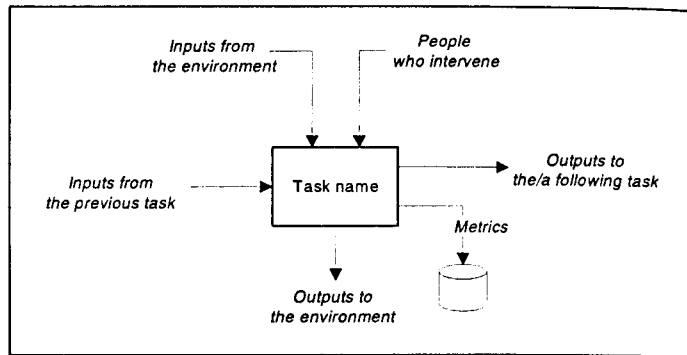 Inputs from
the environment
People
who intervene
Inputs from
the previous task
Task name
Outputs to
the/a following task
Metrics
Outputs to
the environment